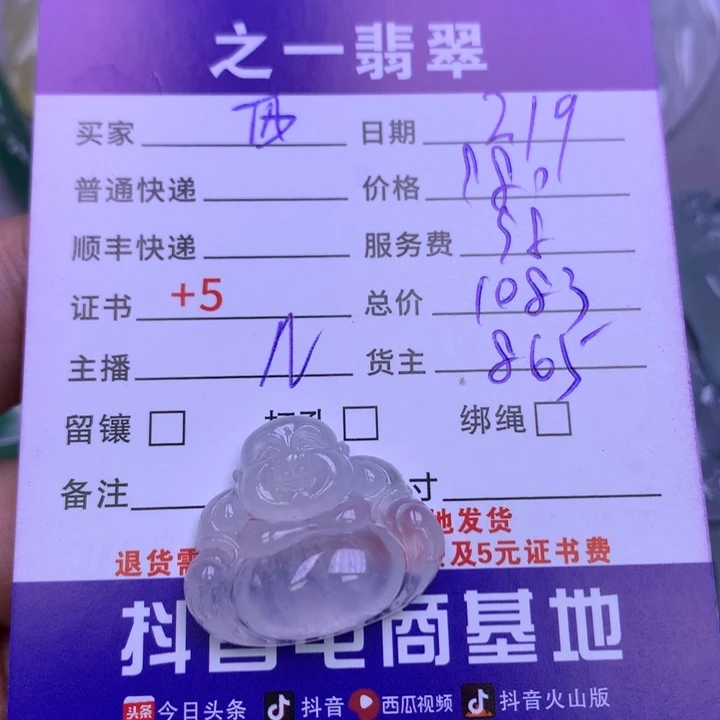 之一翡翠
买家 日期 219
普通快递 价格
顺丰快递 服务费 58
证书 +5 总价 1083
主播 N 货主 865
留镶 □ □ 绑绳 □
备注 寸
地发货
退货需 及5元证书费
抖音电商基地
头条 今日头条 抖音 西瓜视频 抖音火山版